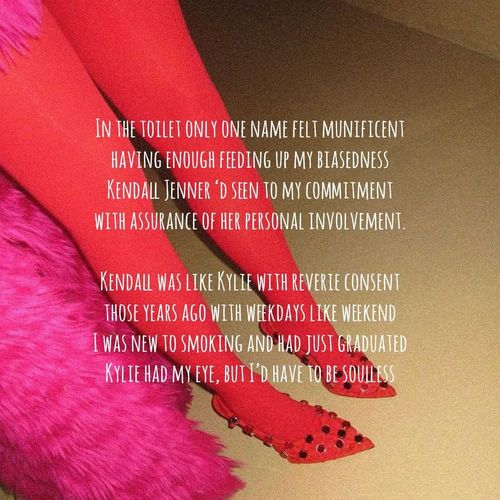 In the toilet only one name felt munificent
having enough feeding up my biasedness
Kendall Jenner ‘d seen to my commitment
with assurance of her personal involvement.

Kendall was like Kylie with reverie consent
those years ago with weekdays like weekend
I was new to smoking and had just graduated
Kylie had my eye, but I’d have to be soulless